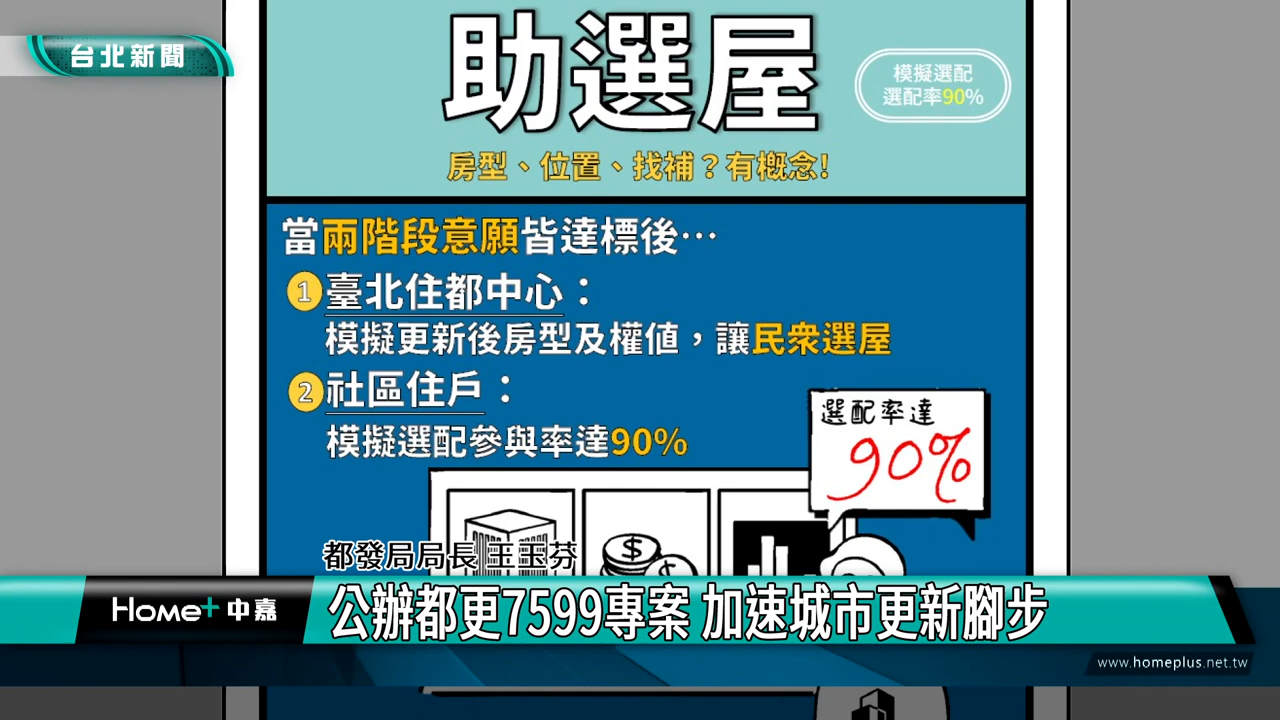 台北新聞
助選屋
模擬選配
選配率90%
房型、位置、找補？有概念!
當兩階段意願皆達標後…
1 臺北住都中心：
模擬更新後房型及權值，讓民眾選屋
2 社區住戶：
模擬選配參與率達90%
選配率達
90%
$
$
都發局局長 王玉芬
Home+中嘉
公辦都更7599專案 加速城市更新腳步
www.homeplus.net.tw